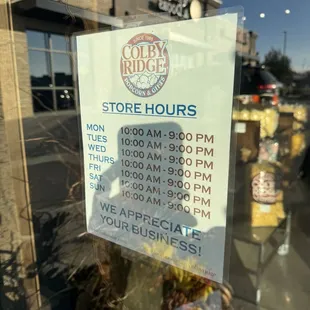 COLBY
RIDGE
POPCORN & CIDER
STORE HOURS
MON 10:00 AM - 9:00 PM
TUES 10:00 AM - 9:00 PM
WED 10:00 AM - 9:00 PM
THURS 10:00 AM - 9:00 PM
FRI 10:00 AM - 9:00 PM
SAT 10:00 AM - 9:00 PM
SUN 10:00 AM - 9:00 PM
WE APPRECIATE
YOUR BUSINESS!